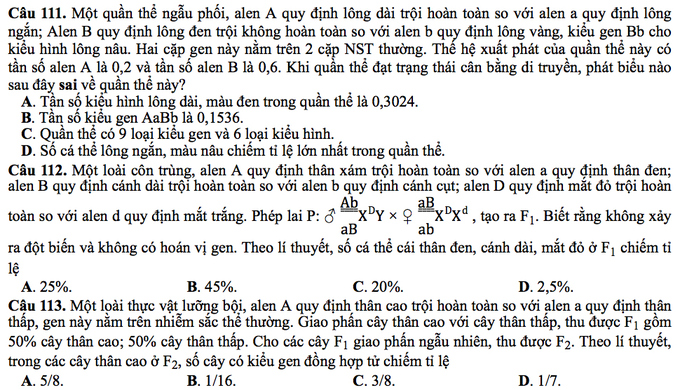 Câu 111. Một quần thể ngẫu phối, alen A quy định lông dài trội hoàn toàn so với alen a quy định lông
ngắn; Alen B quy định lông đen trội không hoàn toàn so với alen b quy định lông vàng, kiểu gen Bb cho
kiểu hình lông nâu. Hai cặp gen này nằm trên 2 cặp NST thường. Thế hệ xuất phát của quần thể này có
tần số alen A là 0,2 và tần số alen B là 0,6. Khi quần thể đạt trạng thái cân bằng di truyền, phát biểu nào
sau đây sai về quần thể này?
A. Tần số kiểu hình lông dài, màu đen trong quần thể là 0,3024.
B. Tần số kiểu gen AaBb là 0,1536.
C. Quần thể có 9 loại kiểu gen và 6 loại kiểu hình.
D. Số cá thể lông ngắn, màu nâu chiếm tỉ lệ lớn nhất trong quần thể.
Câu 112. Một loài côn trùng, alen A quy định thân xám trội hoàn toàn so với alen a quy định thân đen;
alen B quy định cánh dài trội hoàn toàn so với alen b quy định cánh cụt; alen D quy định mắt đỏ trội hoàn
toàn so với alen d quy định mắt trắng. Phép lai P: ♂ Ab/aB XᴰY × ♀ aB/ab XᴰXᵈ , tạo ra F₁. Biết rằng không xảy
ra đột biến và không có hoán vị gen. Theo lí thuyết, số cá thể cái thân đen, cánh dài, mắt đỏ ở F₁ chiếm tỉ
lệ
A. 25%. B. 45%. C. 20%. D. 2,5%.
Câu 113. Một loài thực vật lưỡng bội, alen A quy định thân cao trội hoàn toàn so với alen a quy định thân
thấp, gen này nằm trên nhiễm sắc thể thường. Giao phấn cây thân cao với cây thân thấp, thu được F₁ gồm
50% cây thân cao; 50% cây thân thấp. Cho các cây F₁ giao phấn ngẫu nhiên, thu được F₂. Theo lí thuyết,
trong các cây thân cao ở F₂, số cây có kiểu gen đồng hợp tử chiếm tỉ lệ
A. 5/8. B. 1/16. C. 3/8. D. 1/7.